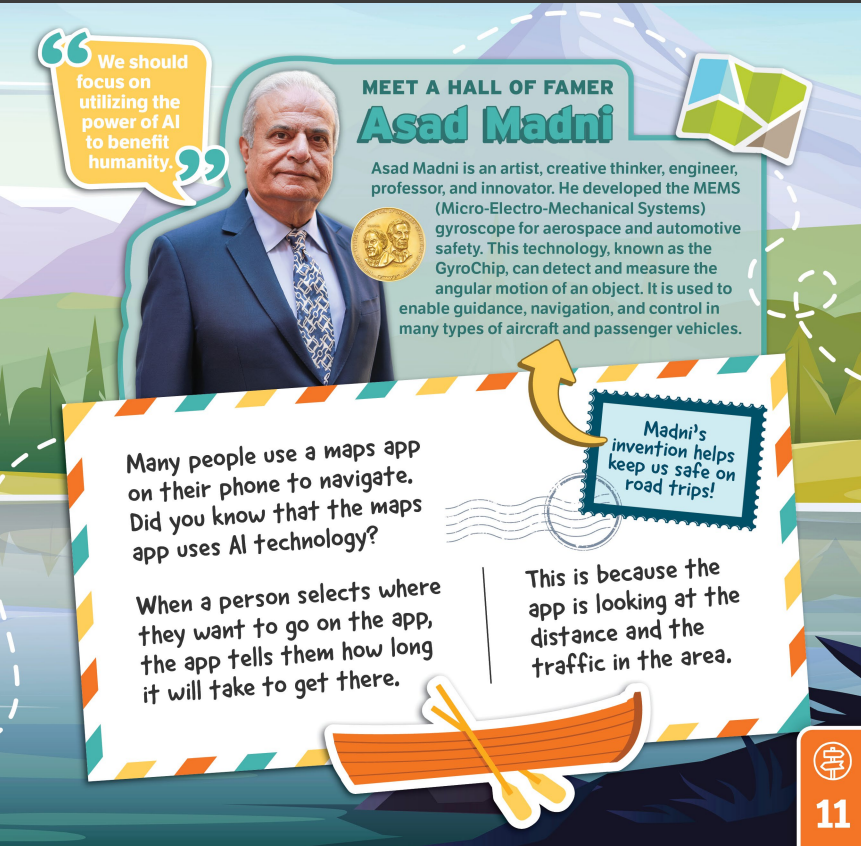 We should
focus on
utilizing the
power of AI
to benefit
humanity.
MEET A HALL OF FAMER
Asad Madni
Asad Madni is an artist, creative thinker, engineer,
professor, and innovator. He developed the MEMS
(Micro-Electro-Mechanical Systems)
gyroscope for aerospace and automotive
safety. This technology, known as the
GyroChip, can detect and measure the
angular motion of an object. It is used to
enable guidance, navigation, and control in
many types of aircraft and passenger vehicles.
Madni's
invention helps
keep us safe on
road trips!
Many people use a maps app
on their phone to navigate.
Did you know that the maps
app uses AI technology?
When a person selects where
they want to go on the app,
the app tells them how long
it will take to get there.
This is because the
app is looking at the
distance and the
traffic in the area.
11